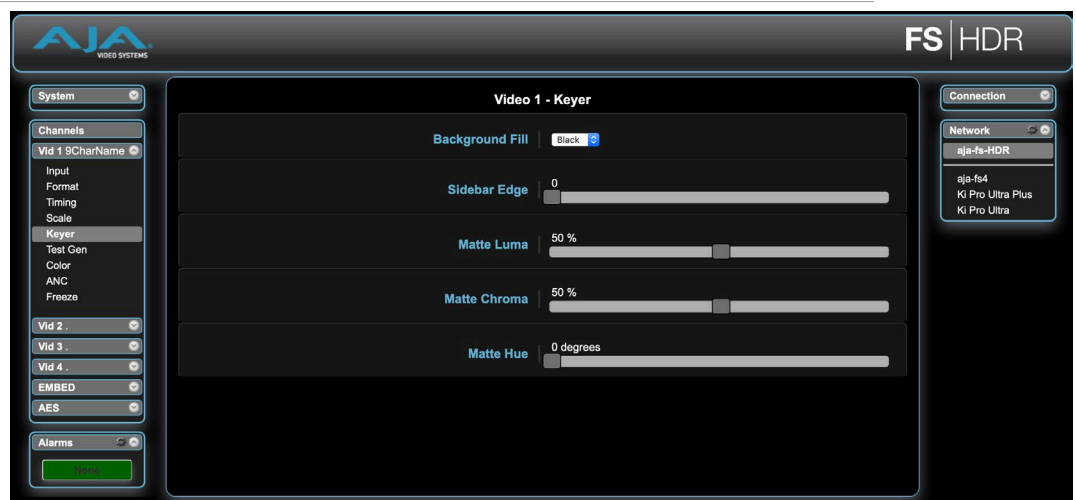 AJA
VIDEO SYSTEMS
FS HDR
System
Channels
Vid 1 9CharName
Input
Format
Timing
Scale
Keyer
Test Gen
Color
ANC
Freeze
Vid 2 .
Vid 3 .
Vid 4 .
EMBED
AES
Alarms
None
Video 1 - Keyer
Background Fill Black
Sidebar Edge 0
Matte Luma 50 %
Matte Chroma 50 %
Matte Hue 0 degrees
Connection
Network
aja-fs-HDR
aja-fs4
Ki Pro Ultra Plus
Ki Pro Ultra